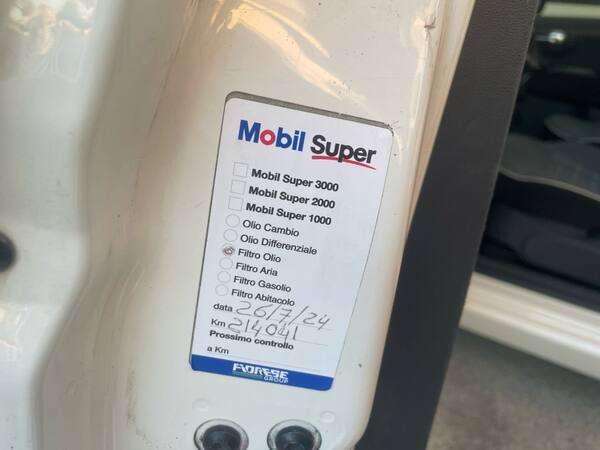 Mobil Super
Mobil Super 3000
Mobil Super 2000
Mobil Super 1000
Olio Cambio
Olio Differenziale
Filtro Olio
Filtro Aria
Filtro Gasolio
Filtro Abitacolo
data 26/7/24
Km 214041
Prossimo controllo
a Km
FIORESE
GROUP